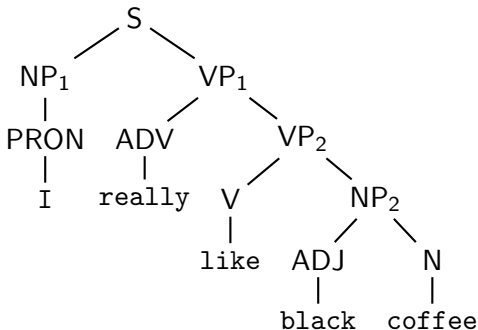 S
NP₁ VP₁
PRON ADV VP₂
I really V NP₂
like ADJ N
black coffee